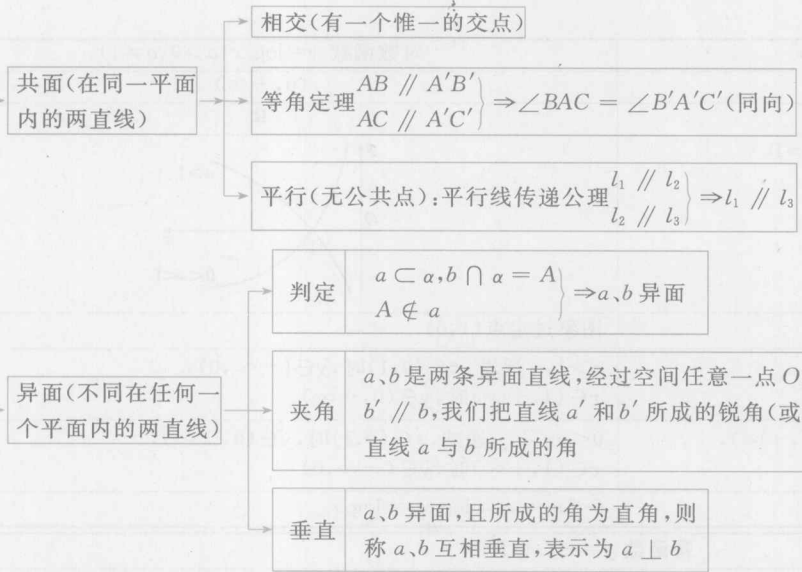 相交(有一个惟一的交点)
共面(在同一平面
内的两直线)
等角定理 AB // A′B′
AC // A′C′ } ⇒∠BAC = ∠B′A′C′(同向)
平行(无公共点):平行线传递公理 l₁ // l₂
l₂ // l₃ } ⇒l₁ // l₃
判定
a ⊂ α,b ∩ α = A
A ∉ a } ⇒a、b 异面
异面(不同在任何一
个平面内的两直线)
夹角
a、b是两条异面直线,经过空间任意一点 O
b′ // b,我们把直线 a′ 和 b′ 所成的锐角(或
直线 a 与 b 所成的角
垂直
a、b 异面,且所成的角为直角,则
称 a、b 互相垂直,表示为 a ⊥ b